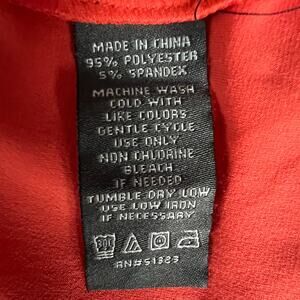 MADE IN CHINA
95% POLYESTER
5% SPANDEX
MACHINE WASH
COLD WITH
LIKE COLORS
GENTLE CYCLE
USE ONLY
NON CHLORINE
BLEACH
IF NEEDED
TUMBLE DRY LOW
USE LOW IRON
IF NECESSARY
RN#51323